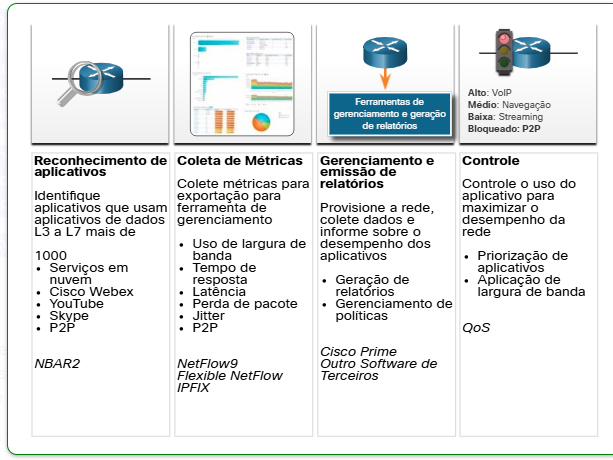 Ferramentas de
gerenciamento e geração
de relatórios
Alto: VoIP
Médio: Navegação
Baixa: Streaming
Bloqueado: P2P
Reconhecimento de
aplicativos
Identifique
aplicativos que usam
aplicativos de dados
L3 a L7 mais de
1000
• Serviços em
nuvem
• Cisco Webex
• YouTube
• Skype
• P2P
NBAR2
Coleta de Métricas
Colete métricas para
exportação para
ferramenta de
gerenciamento
• Uso de largura de
banda
• Tempo de
resposta
• Latência
• Perda de pacote
• Jitter
• P2P
NetFlow9
Flexible NetFlow
IPFIX
Gerenciamento e
emissão de
relatórios
Provisione a rede,
colete dados e
informe sobre o
desempenho dos
aplicativos
• Geração de
relatórios
• Gerenciamento de
políticas
Cisco Prime
Outro Software de
Terceiros
Controle
Controle o uso do
aplicativo para
maximizar o
desempenho da
rede
• Priorização de
aplicativos
• Aplicação de
largura de banda
QoS